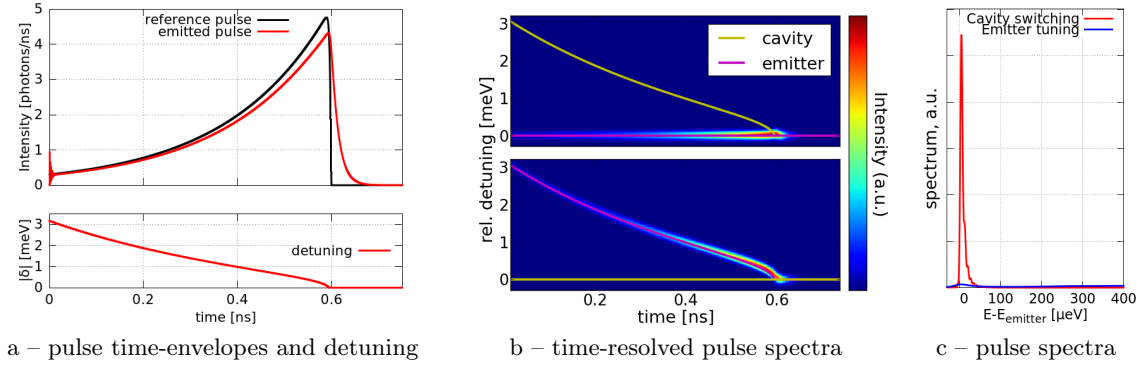 5
4
3
2
1
0
Intensity [photons/ns]
reference pulse
emitted pulse
3
2
1
0
|δ| [meV]
detuning
0 0.2 0.4 0.6
time [ns]
a – pulse time-envelopes and detuning
3
2
1
0
cavity
emitter
3
2
1
0
rel. detuning [meV]
0.2 0.4 0.6
time [ns]
Intensity (a.u.)
b – time-resolved pulse spectra
Cavity switching
Emitter tuning
spectrum, a.u.
0 100 200 300 400
E-Eemitter [µeV]
c – pulse spectra